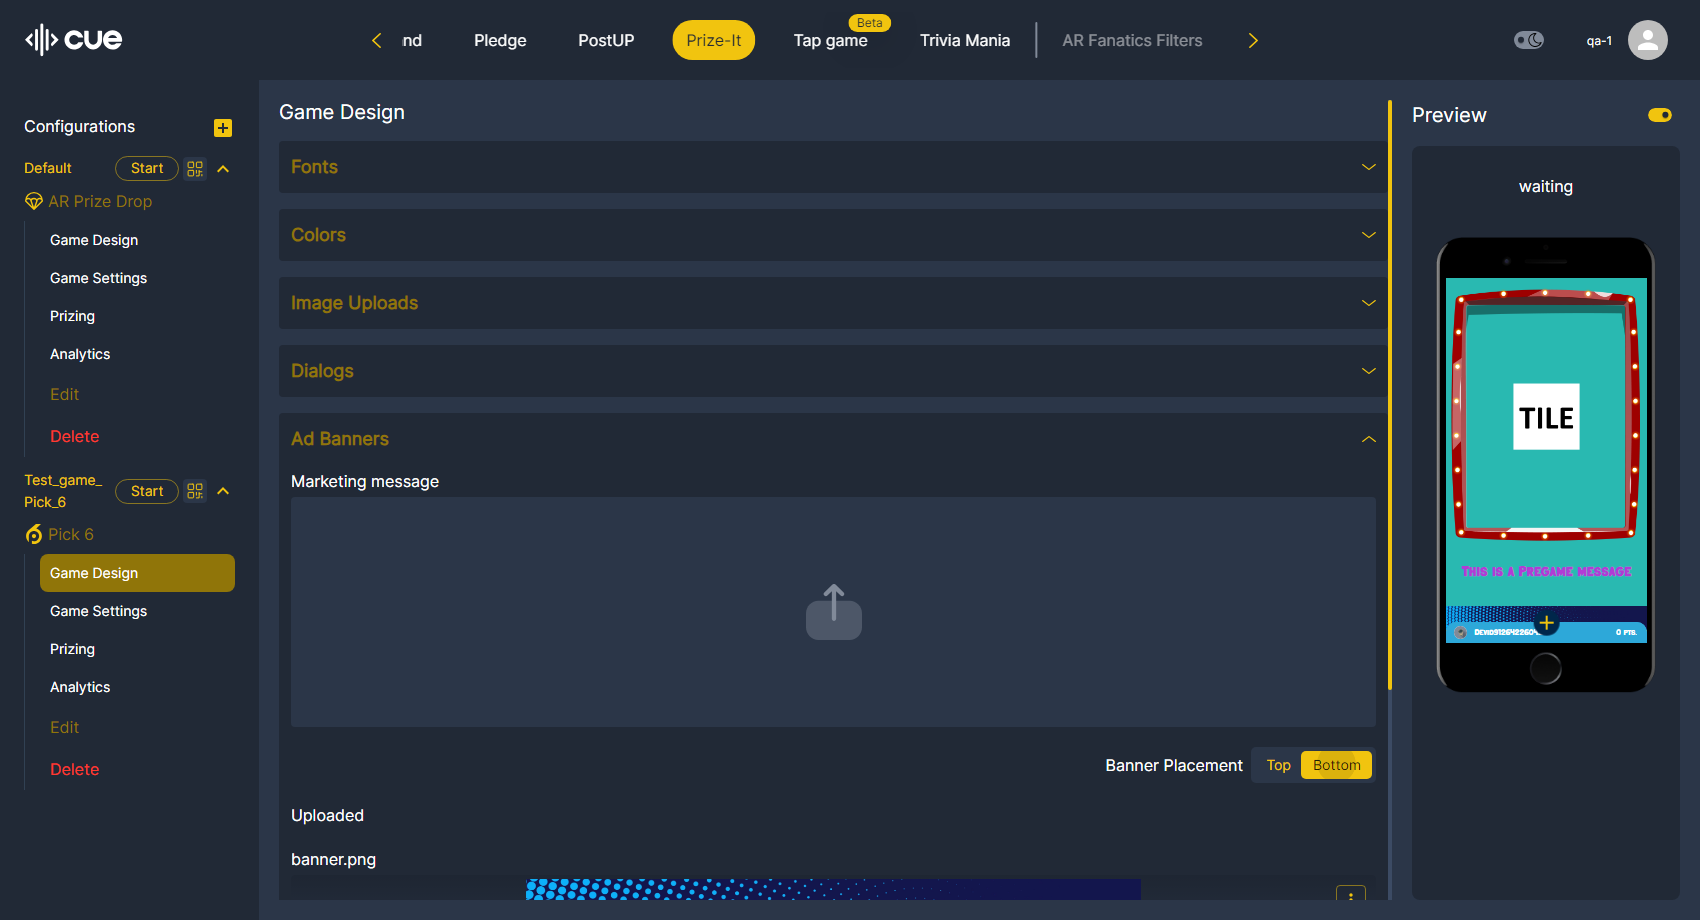 cue
nd
Pledge
PostUP
Prize-It
Beta
Tap game
Trivia Mania
AR Fanatics Filters
qa-1
Configurations
Default
Start
AR Prize Drop
Game Design
Game Settings
Prizing
Analytics
Edit
Delete
Test_game_
Pick_6
Start
Pick 6
Game Design
Game Settings
Prizing
Analytics
Edit
Delete
Game Design
Fonts
Colors
Image Uploads
Dialogs
Ad Banners
Marketing message
Banner Placement
Top
Bottom
Uploaded
banner.png
Preview
waiting
TILE
This is a Pregame message
0 pts.